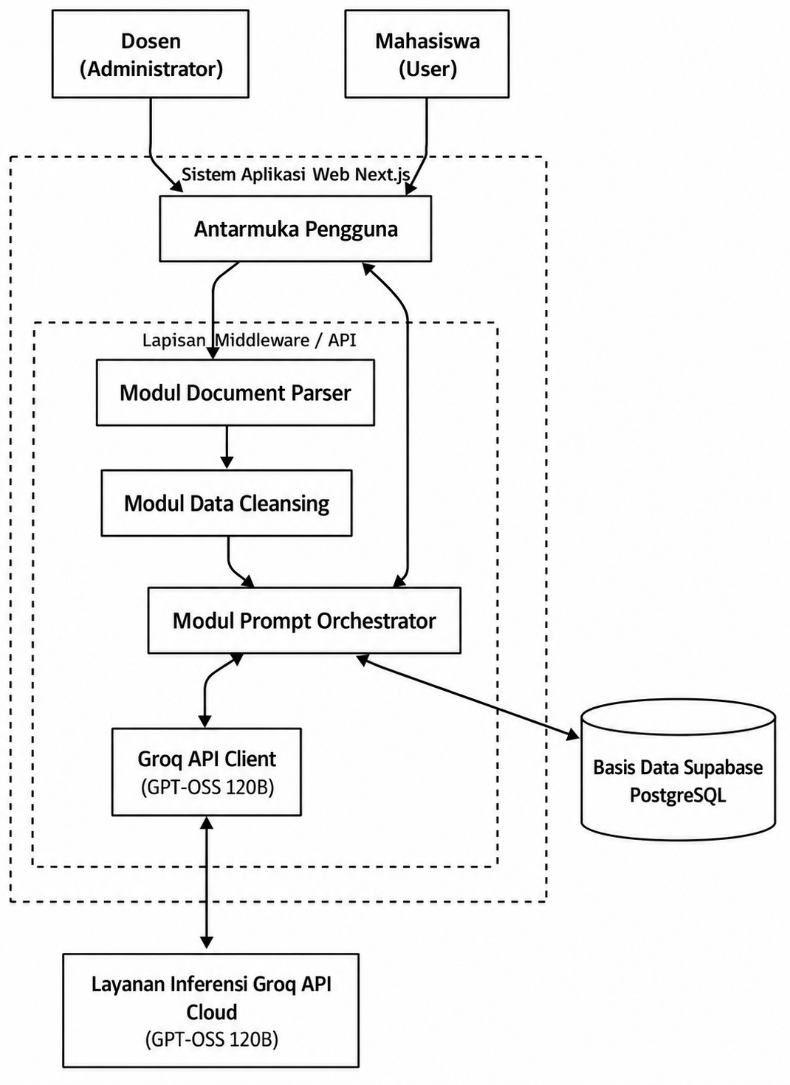 Dosen
(Administrator)
Mahasiswa
(User)
Sistem Aplikasi Web Next.js
Antarmuka Pengguna
Lapisan Middleware / API
Modul Document Parser
Modul Data Cleansing
Modul Prompt Orchestrator
Groq API Client
(GPT-OSS 120B)
Basis Data Supabase
PostgreSQL
Layanan Inferensi Groq API
Cloud
(GPT-OSS 120B)